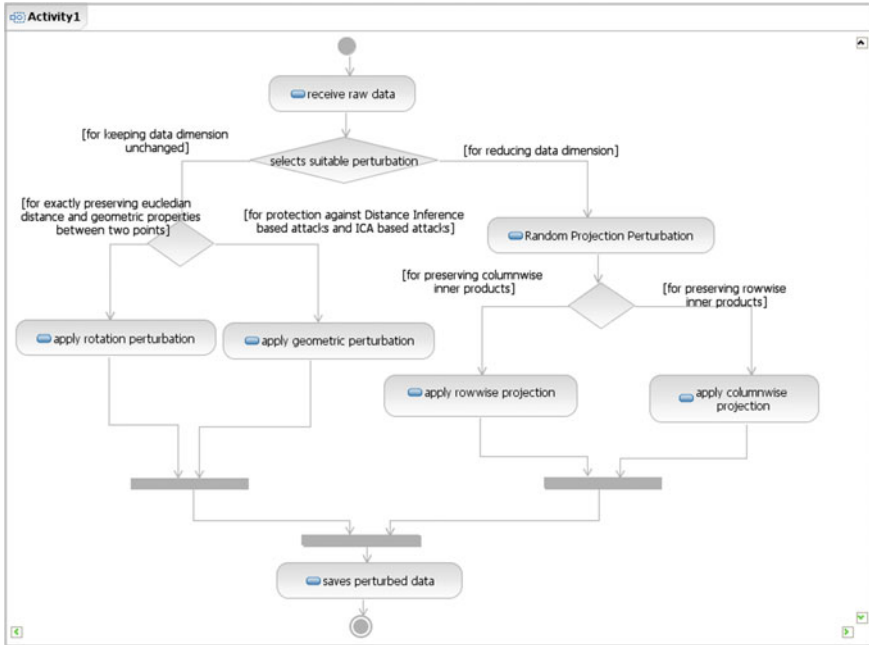 Activity1
receive raw data
[for keeping data dimension
unchanged]
selects suitable perturbation
[for reducing data dimension]
[for exactly preserving eucledian
distance and geometric properties
between two points]
[for protection against Distance Inference
based attacks and ICA based attacks]
Random Projection Perturbation
[for preserving columnwise
inner products]
[for preserving rowwise
inner products]
apply rotation perturbation
apply geometric perturbation
apply rowwise projection
apply columnwise
projection
saves perturbed data